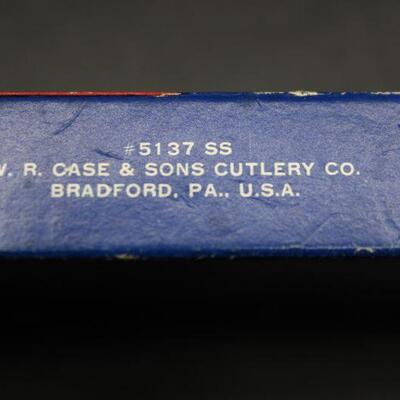 #5137 SS
W. R. CASE & SONS CUTLERY CO.
BRADFORD, PA., U.S.A.